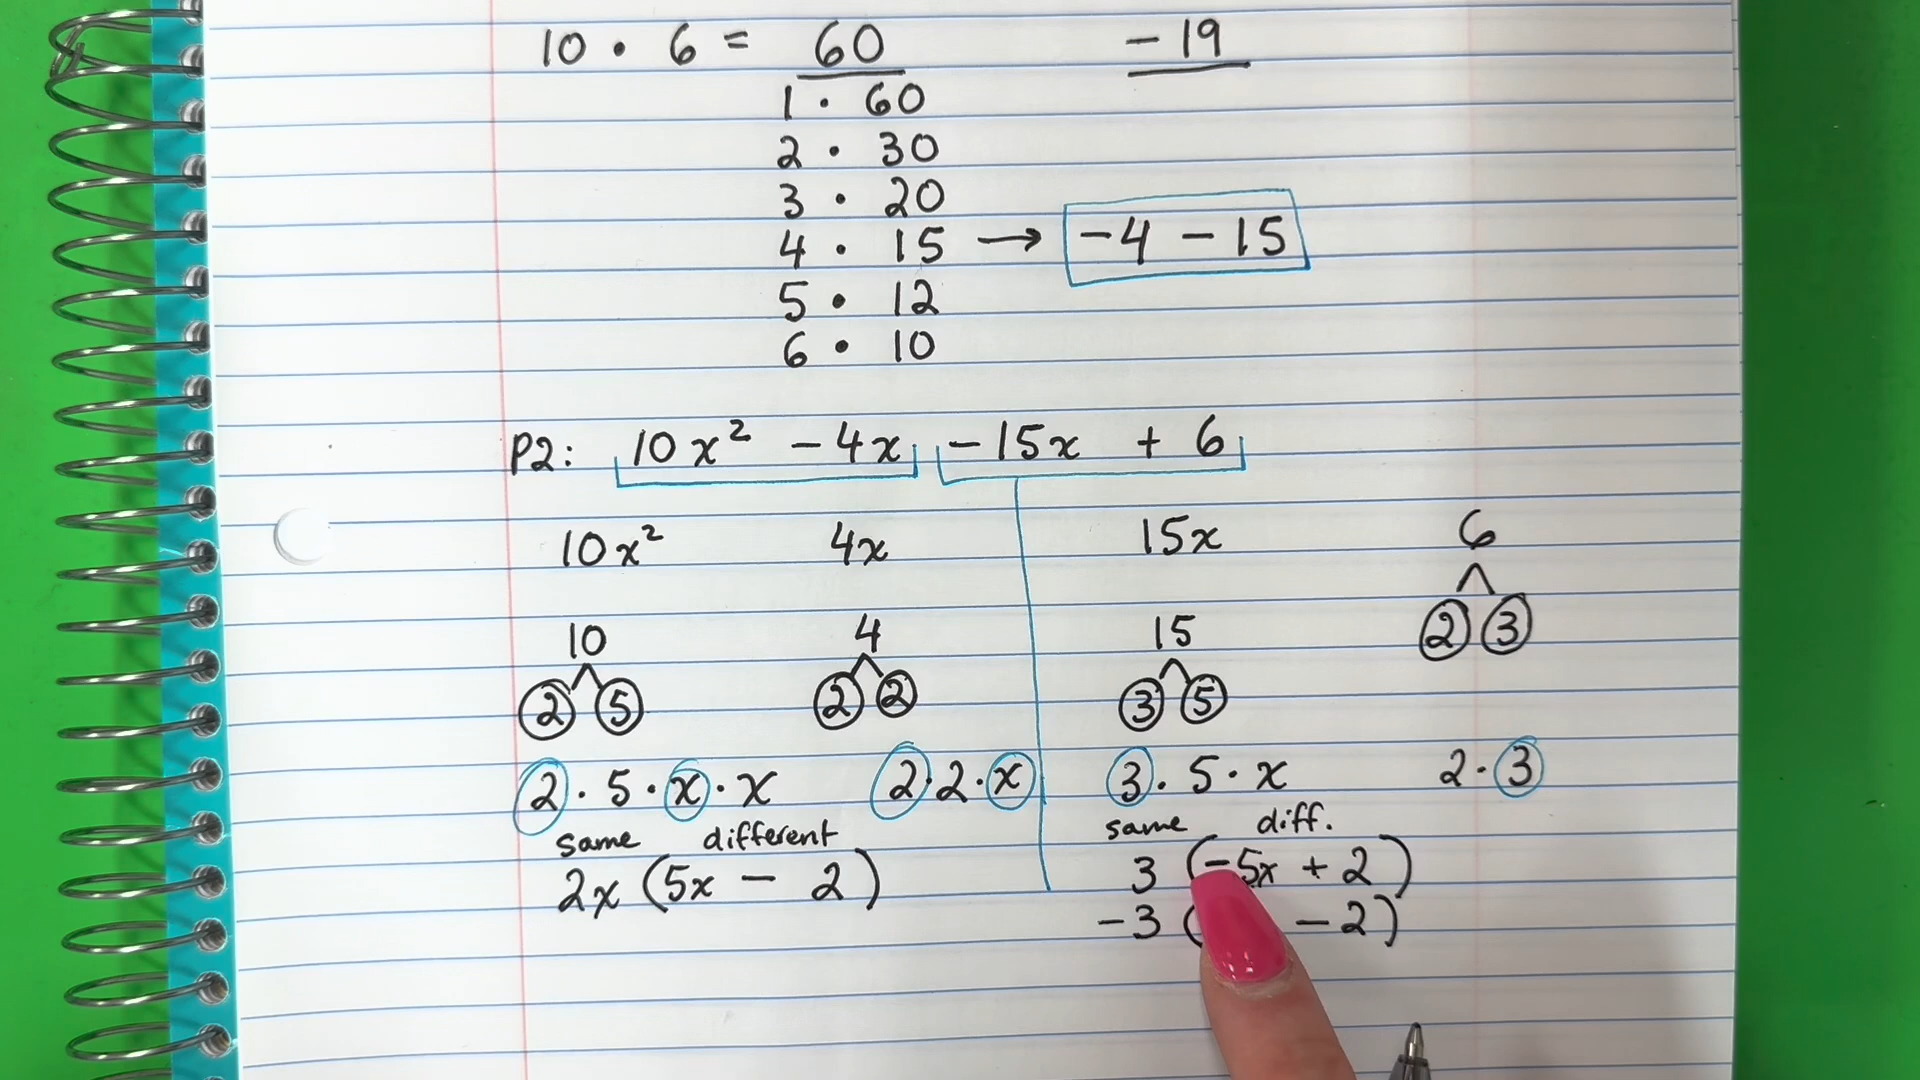 10 · 6 = 60 -19
1 · 60
2 · 30
3 · 20
4 · 15 → -4 - 15
5 · 12
6 · 10
P2: 10x² - 4x - 15x + 6
10x² 4x 15x 6
2 3
10 4 15
2 5 2 2 3 5
2 · 5 · x · x 2 · 2 · x 3 · 5 · x 2 · 3
same different same diff.
2x (5x - 2) 3 (-5x + 2)
-3 ( - 2)